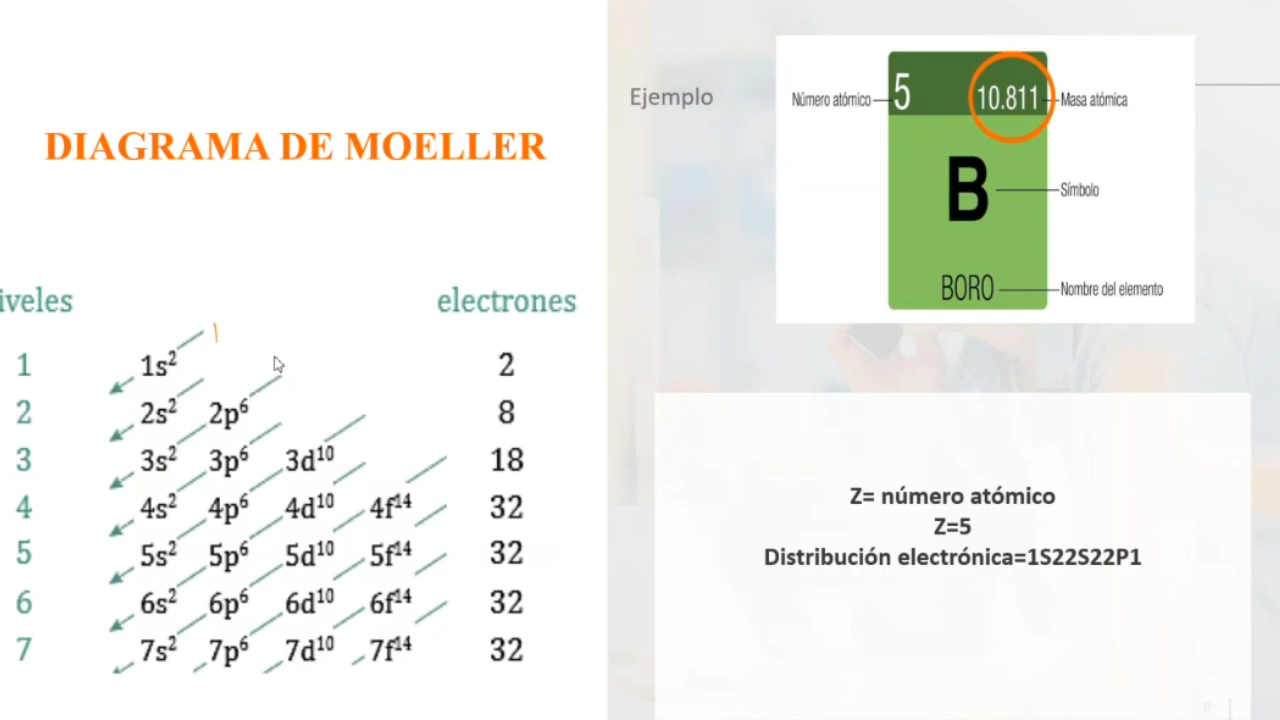 DIAGRAMA DE MOELLER
iveles electrones
1 1s² 2
2 2s² 2p⁶ 8
3 3s² 3p⁶ 3d¹⁰ 18
4 4s² 4p⁶ 4d¹⁰ 4f¹⁴ 32
5 5s² 5p⁶ 5d¹⁰ 5f¹⁴ 32
6 6s² 6p⁶ 6d¹⁰ 6f¹⁴ 32
7 7s² 7p⁶ 7d¹⁰ 7f¹⁴ 32
Ejemplo
Número atómico 5 10.811 Masa atómica
B Símbolo
BORO Nombre del elemento
Z= número atómico
Z=5
Distribución electrónica=1S22S22P1
9